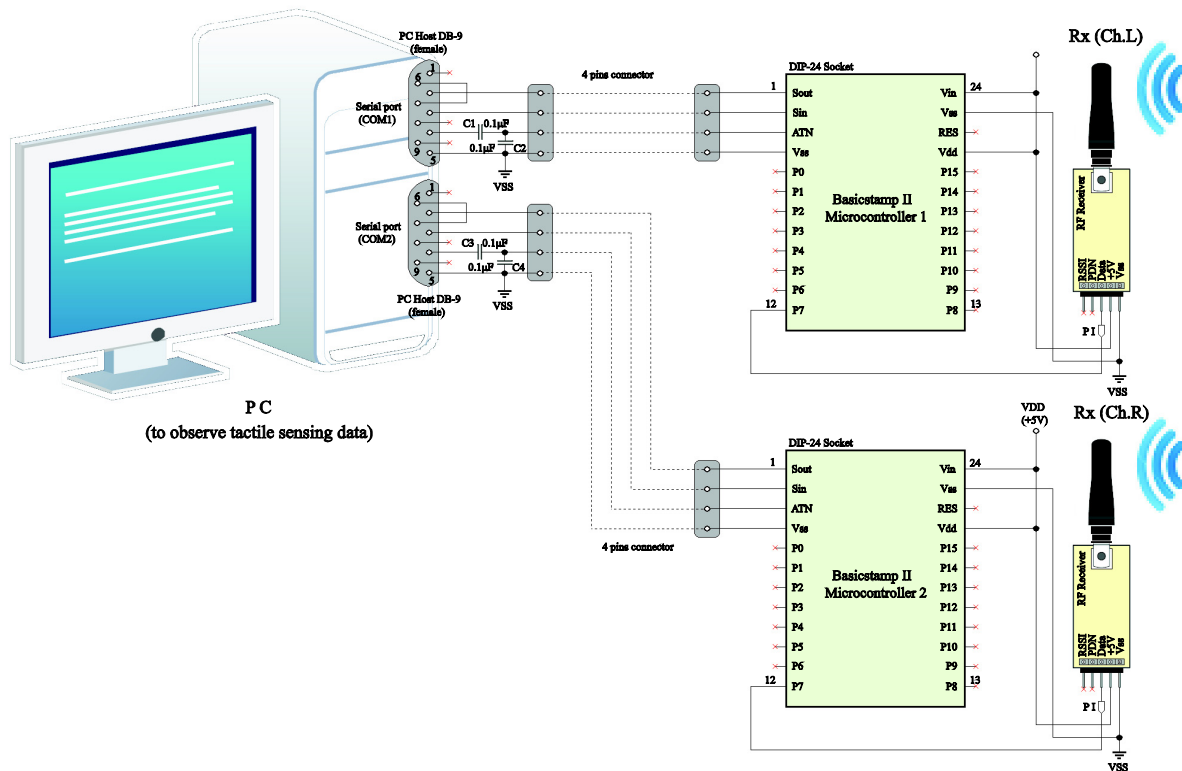 PC Host DB-9
(female)
1
6
Serial port
(COM1)
9
5
C1
0.1µF
0.1µF
C2
VSS
4 pins connector
1
6
Serial port
(COM2)
9
5
C3
0.1µF
0.1µF
C4
VSS
PC Host DB-9
(female)
P C
(to observe tactile sensing data)
DIP-24 Socket
1
24
Sout
Sin
ATN
Vss
P0
P1
P2
P3
P4
P5
P6
P7
12
Basicstamp II
Microcontroller 1
Vin
Vss
RES
Vdd
P15
P14
P13
P12
P11
P10
P9
P8
13
Rx (Ch.L)
RF Receiver
RSSI
PDN
Data
+5V
Vss
P I
VSS
4 pins connector
DIP-24 Socket
1
24
Sout
Sin
ATN
Vss
P0
P1
P2
P3
P4
P5
P6
P7
12
Basicstamp II
Microcontroller 2
Vin
Vss
RES
Vdd
P15
P14
P13
P12
P11
P10
P9
P8
13
VDD
(+5V)
Rx (Ch.R)
RF Receiver
RSSI
PDN
Data
+5V
Vss
P I
VSS